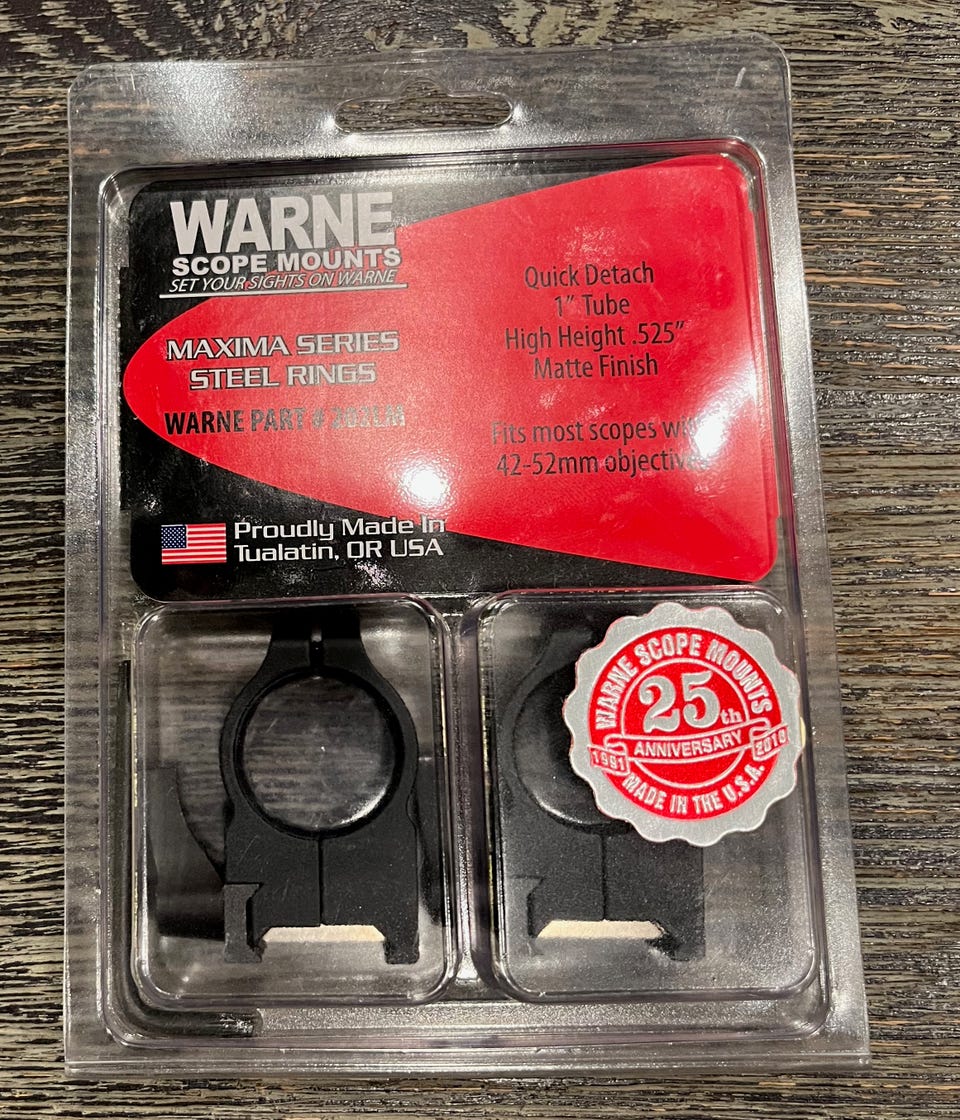 WARNE
SCOPE MOUNTS
SET YOUR SIGHTS ON WARNE
MAXIMA SERIES
STEEL RINGS
WARNE PART #
Quick Detach
1” Tube
High Height .525”
Matte Finish
Fits most scopes
42-52mm
Proudly Made In
Tualatin, OR USA
WARNE SCOPE MOUNTS
25th
ANNIVERSARY
1991
2016
MADE IN THE U.S.A.